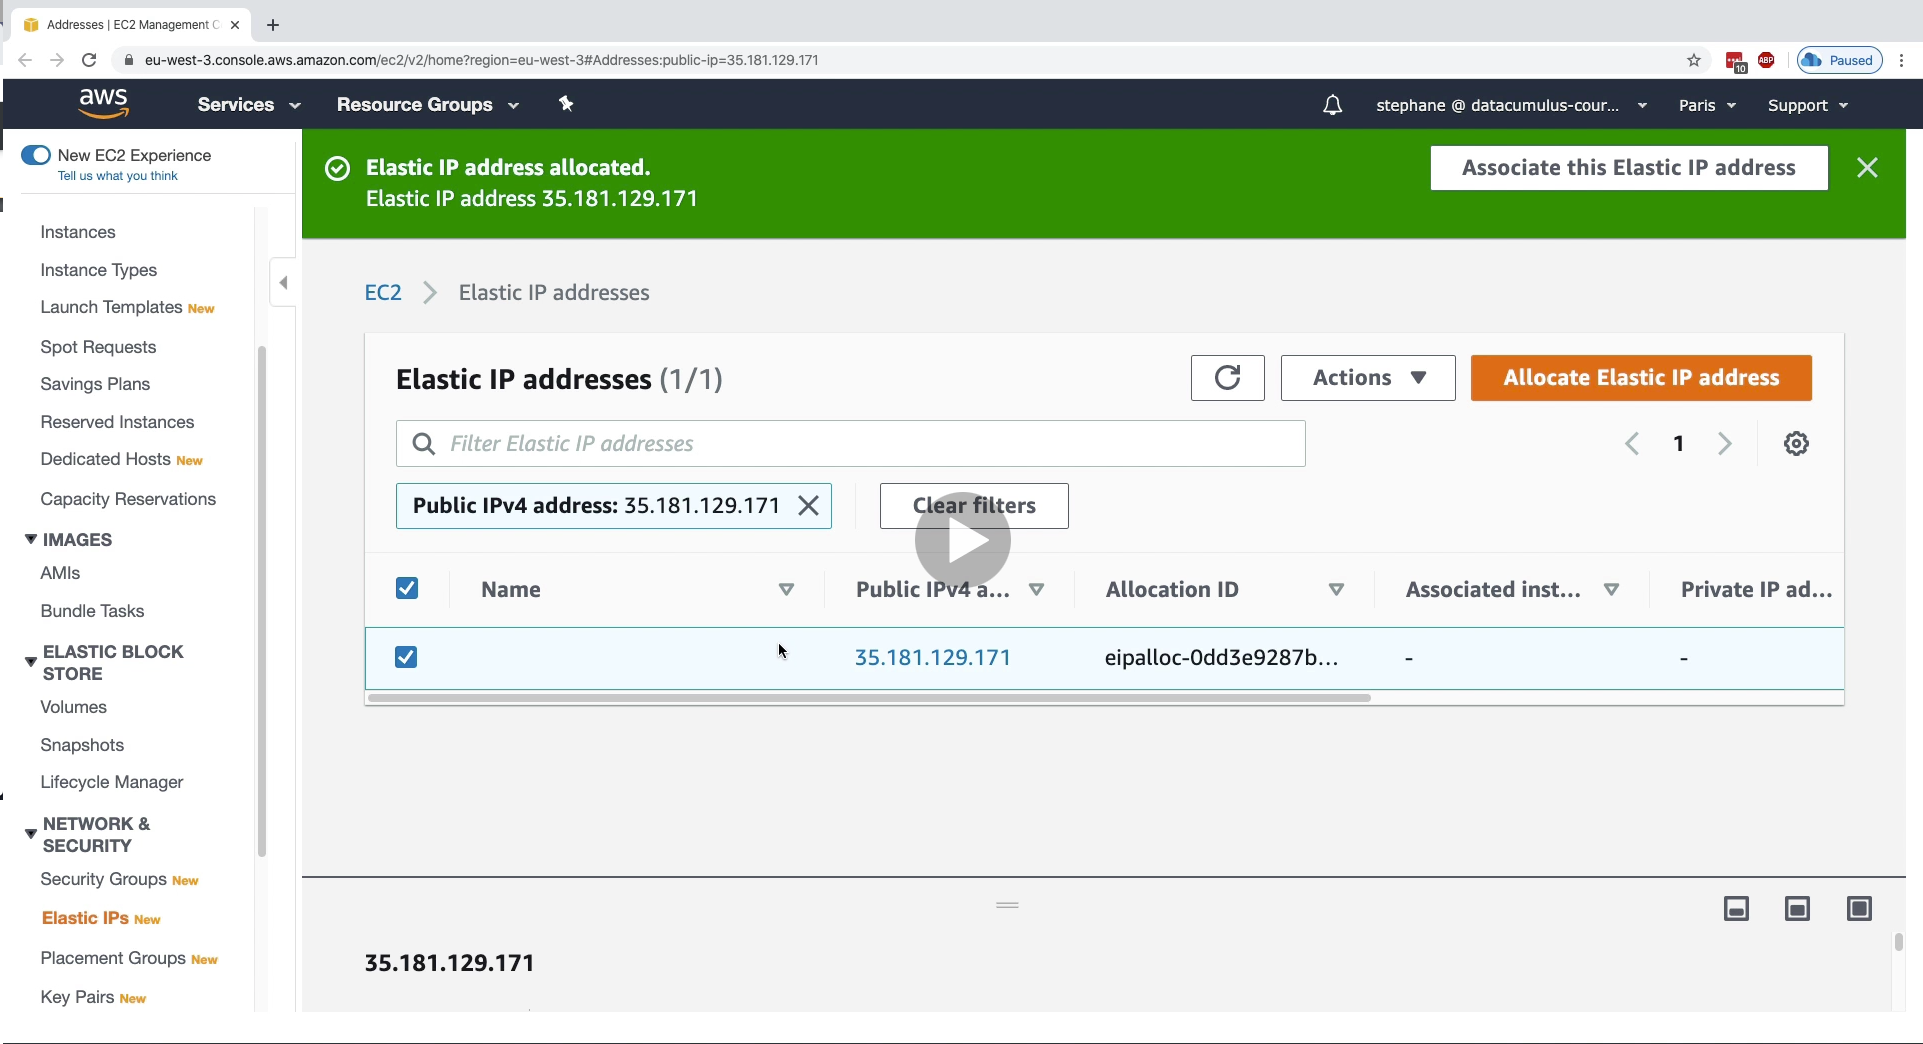 Addresses | EC2 Management C
eu-west-3.console.aws.amazon.com/ec2/v2/home?region=eu-west-3#Addresses:public-ip=35.181.129.171
10
ABP
Paused
aws
Services
Resource Groups
stephane @ datacumulus-cour...
Paris
Support
New EC2 Experience
Tell us what you think
Instances
Instance Types
Launch Templates New
Spot Requests
Savings Plans
Reserved Instances
Dedicated Hosts New
Capacity Reservations
IMAGES
AMIs
Bundle Tasks
ELASTIC BLOCK
STORE
Volumes
Snapshots
Lifecycle Manager
NETWORK &
SECURITY
Security Groups New
Elastic IPs New
Placement Groups New
Key Pairs New
Elastic IP address allocated.
Elastic IP address 35.181.129.171
Associate this Elastic IP address
EC2
Elastic IP addresses
Elastic IP addresses (1/1)
Actions
Allocate Elastic IP address
Filter Elastic IP addresses
1
Public IPv4 address: 35.181.129.171
Clear filters
Name
Public IPv4 a...
Allocation ID
Associated inst...
Private IP ad...
35.181.129.171
eipalloc-0dd3e9287b...
-
-
35.181.129.171